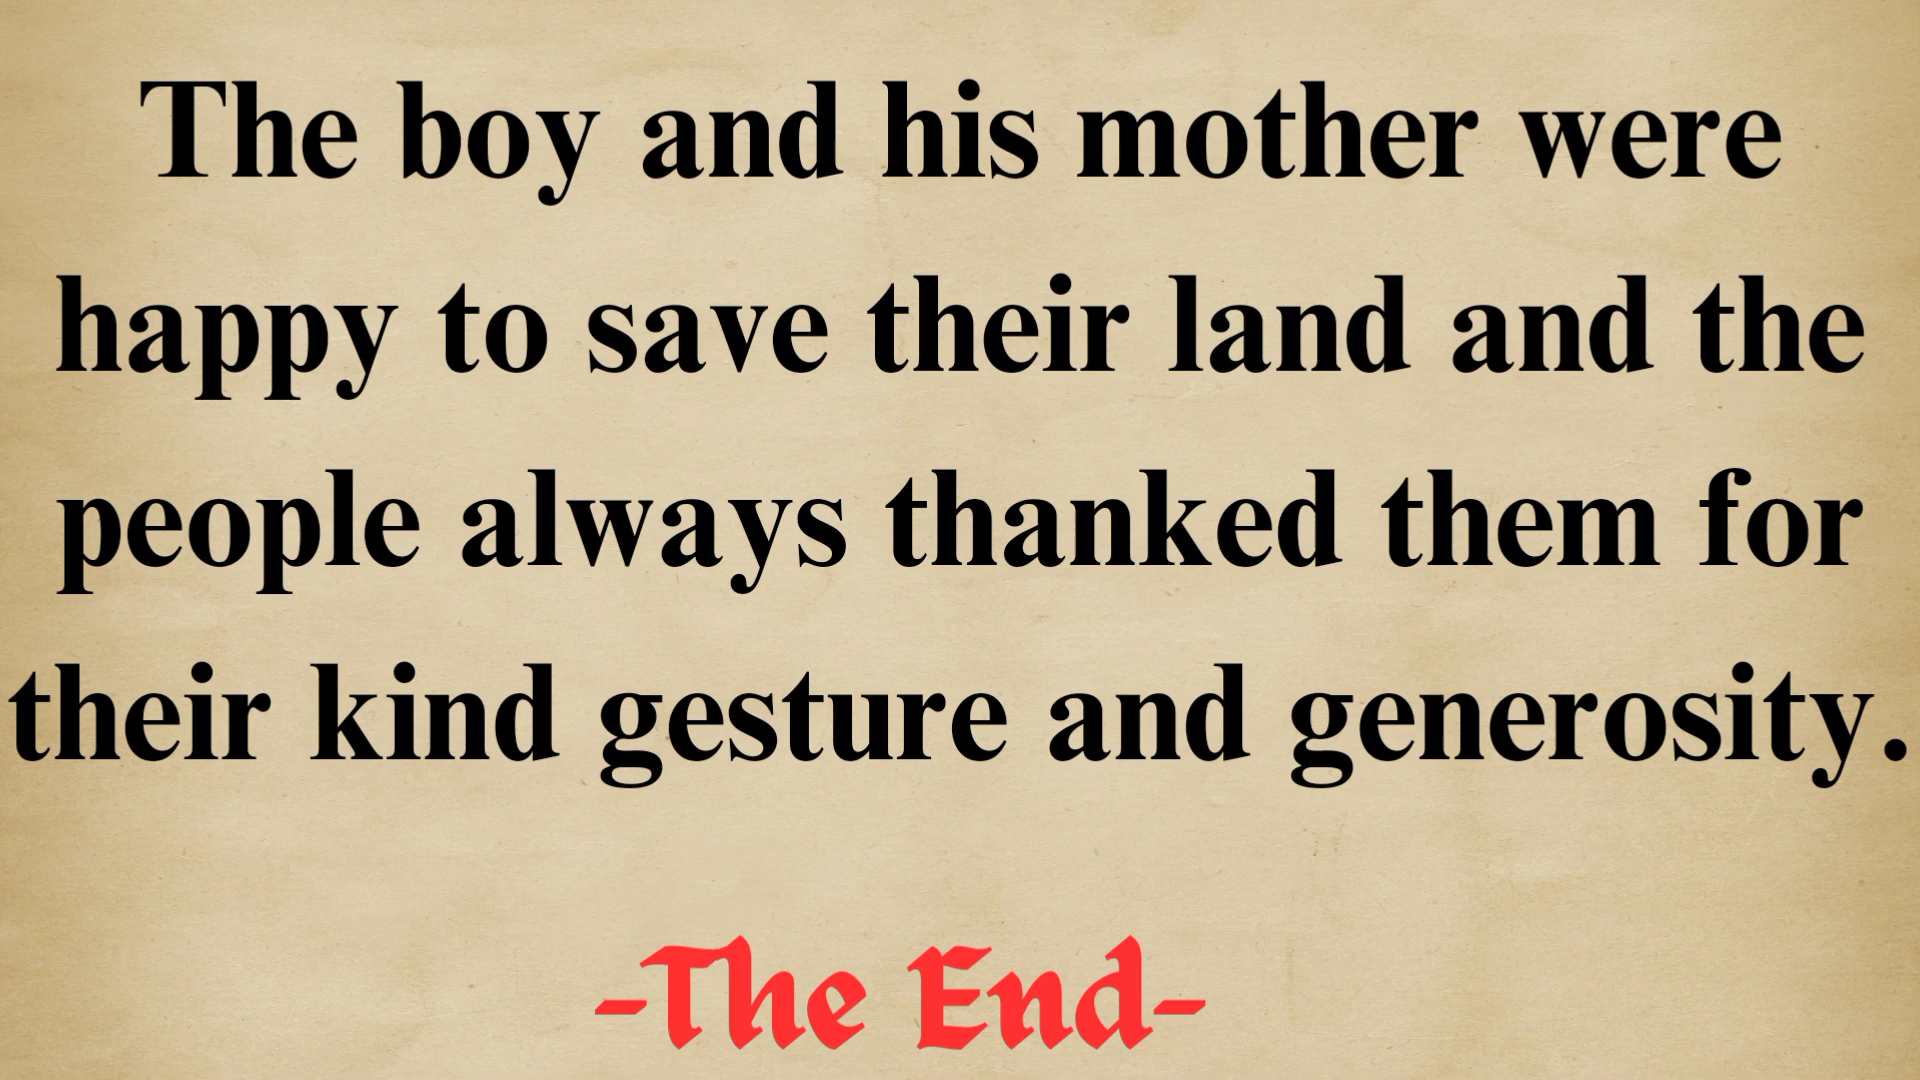 The boy and his mother were
happy to save their land and the
people always thanked them for
their kind gesture and generosity.
-The End-